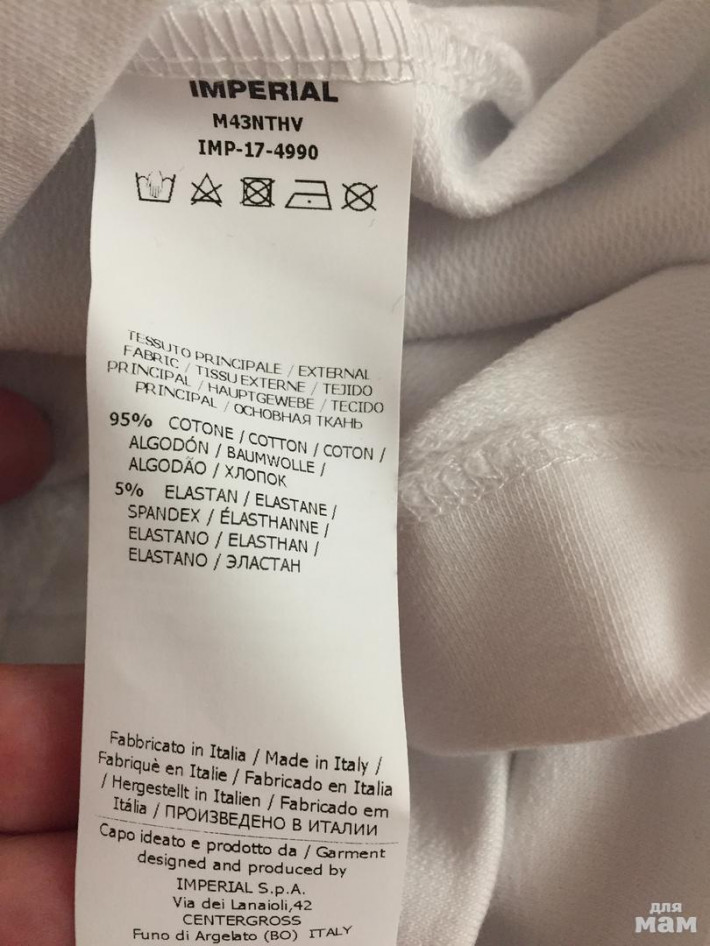 IMPERIAL
M43NTHV
IMP-17-4990
TESSUTO PRINCIPALE / EXTERNAL
FABRIC / TISSU EXTERNE / TEJIDO
PRINCIPAL / HAUPTGEWEBE / TECIDO
PRINCIPAL / ОСНОВНАЯ ТКАНЬ
95% COTONE / COTTON / COTON /
ALGODÓN / BAUMWOLLE /
ALGODÃO / ХЛОПОК
5% ELASTAN / ELASTANE /
SPANDEX / ÉLASTHANNE /
ELASTANO / ELASTHAN /
ELASTANO / ЭЛАСТАН
Fabbricato in Italia / Made in Italy /
Fabriquè en Italie / Fabricado en Italia
/ Hergestellt in Italien / Fabricado em
Itália / ПРОИЗВЕДЕНО В ИТАЛИИ
Capo ideato e prodotto da / Garment
designed and produced by
IMPERIAL S.p.A.
Via dei Lanaioli,42
CENTERGROSS
Funo di Argelato (BO) ITALY
для
мам